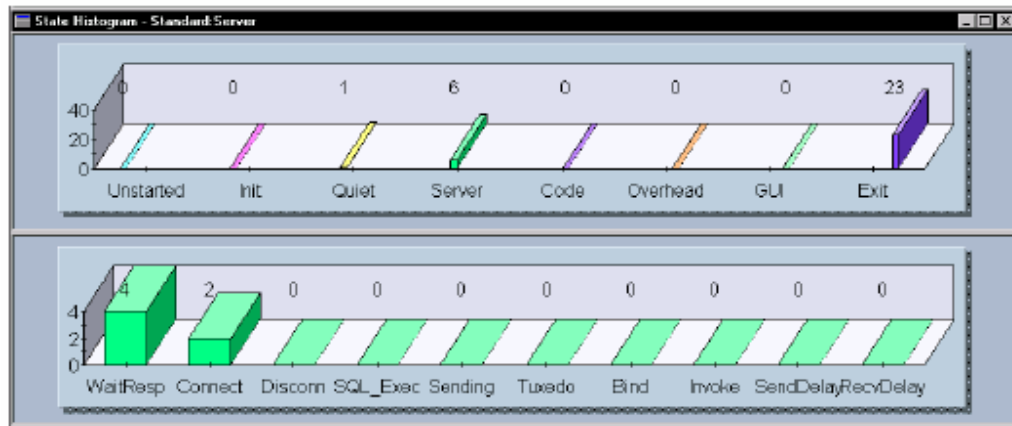 State Histogram - Standard:Server
0 0 1 6 0 0 0 23
40
20
0
Unstarted Init Quiet Server Code Overhead GUI Exit
4 2 0 0 0 0 0 0 0 0
4
2
0
WaitResp Connect Disconn SQL_Exec Sending Tuxedo Bind Invoke SendDelay RecvDelay